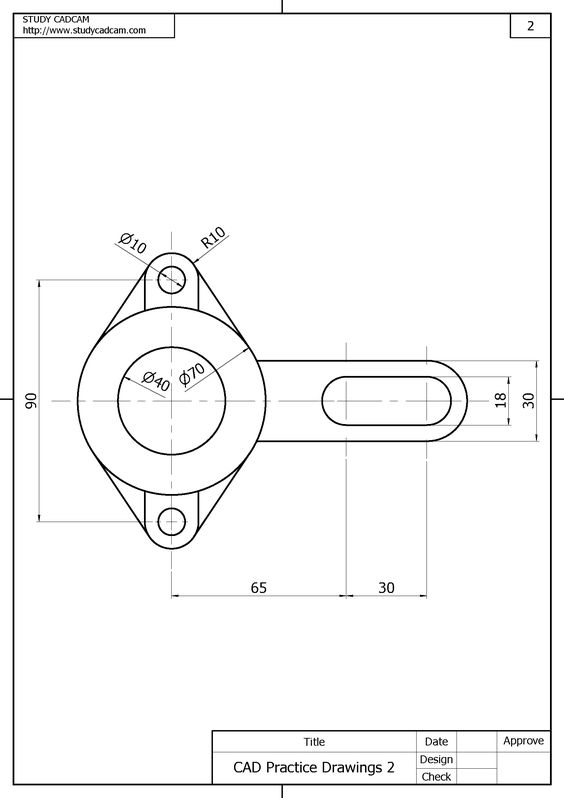 STUDY CADCAM
http://www.studycadcam.com
2
Ø10
R10
Ø40
Ø70
90
18
30
65
30
Title
Date
Approve
CAD Practice Drawings 2
Design
Check